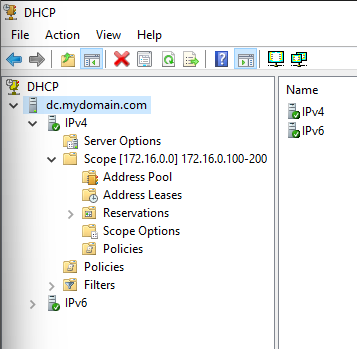 DHCP
File Action View Help
DHCP
dc.mydomain.com
IPv4
Server Options
Scope [172.16.0.0] 172.16.0.100-200
Address Pool
Address Leases
Reservations
Scope Options
Policies
Policies
Filters
IPv6
Name
IPv4
IPv6